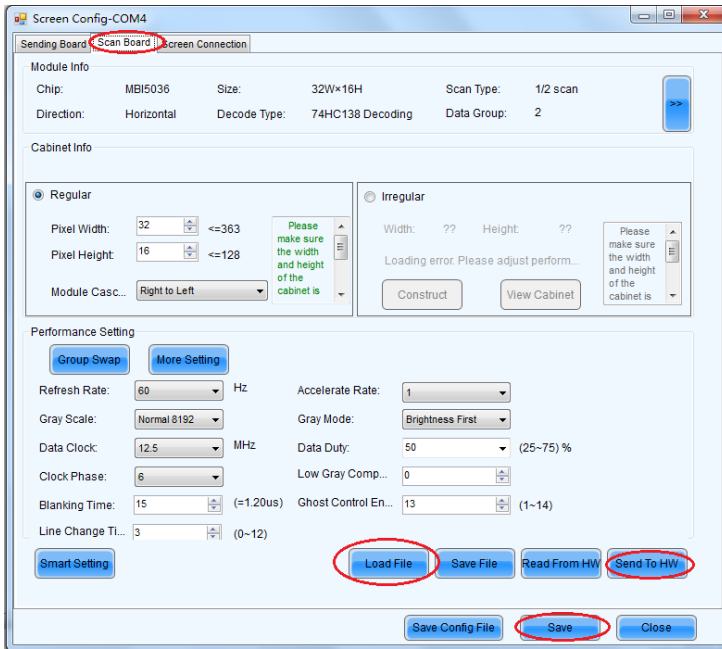 Screen Config-COM4
Sending Board Scan Board Screen Connection
Module Info
Chip: MBI5036 Size: 32W×16H Scan Type: 1/2 scan
>>
Direction: Horizontal Decode Type: 74HC138 Decoding Data Group: 2
Cabinet Info
Regular
Pixel Width: 32 <=363
Pixel Height: 16 <=128
Module Casc... Right to Left
Please
make sure
the width
and height
of the
cabinet is
Irregular
Width: ?? Height: ??
Loading error. Please adjust perform...
Construct View Cabinet
Please
make sure
the width
and height
of the
cabinet is
Performance Setting
Group Swap More Setting
Refresh Rate: 60 Hz Accelerate Rate: 1
Gray Scale: Normal 8192 Gray Mode: Brightness First
Data Clock: 12.5 MHz Data Duty: 50 (25~75) %
Clock Phase: 6 Low Gray Comp... 0
Blanking Time: 15 (=1.20us) Ghost Control En... 13 (1~14)
Line Change Ti... 3 (0~12)
Smart Setting Load File Save File Read From HW Send To HW
Save Config File Save Close